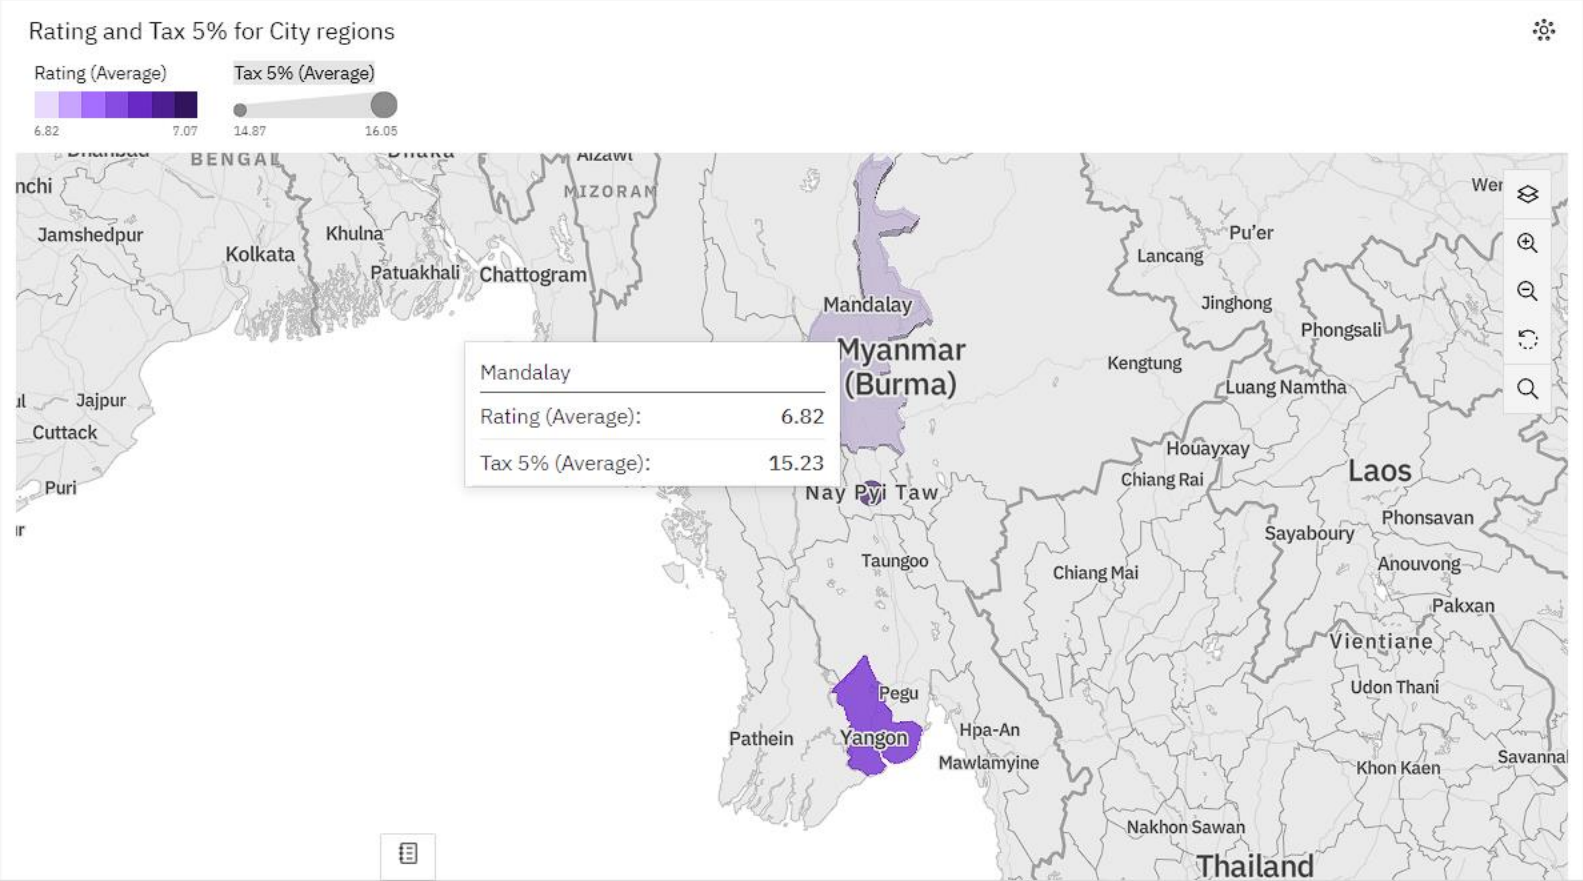 Rating and Tax 5% for City regions
Rating (Average)
Tax 5% (Average)
6.82
7.07
14.87
16.05
BENGAL
Dhaka
Aizawl
MIZORAM
Jamshedpur
Kolkata
Khulna
Patuakhali
Chattogram
Pu'er
Lancang
Jinghong
Phongsali
Mandalay
Myanmar
(Burma)
Kengtung
Luang Namtha
Mandalay
Rating (Average): 6.82
Tax 5% (Average): 15.23
Jajpur
Cuttack
Puri
Houayxay
Chiang Rai
Laos
Nay Pyi Taw
Phonsavan
Sayaboury
Taungoo
Chiang Mai
Anouvong
Pakxan
Vientiane
Udon Thani
Pegu
Yangon
Pathein
Hpa-An
Mawlamyine
Savanna
Khon Kaen
Nakhon Sawan
Thailand